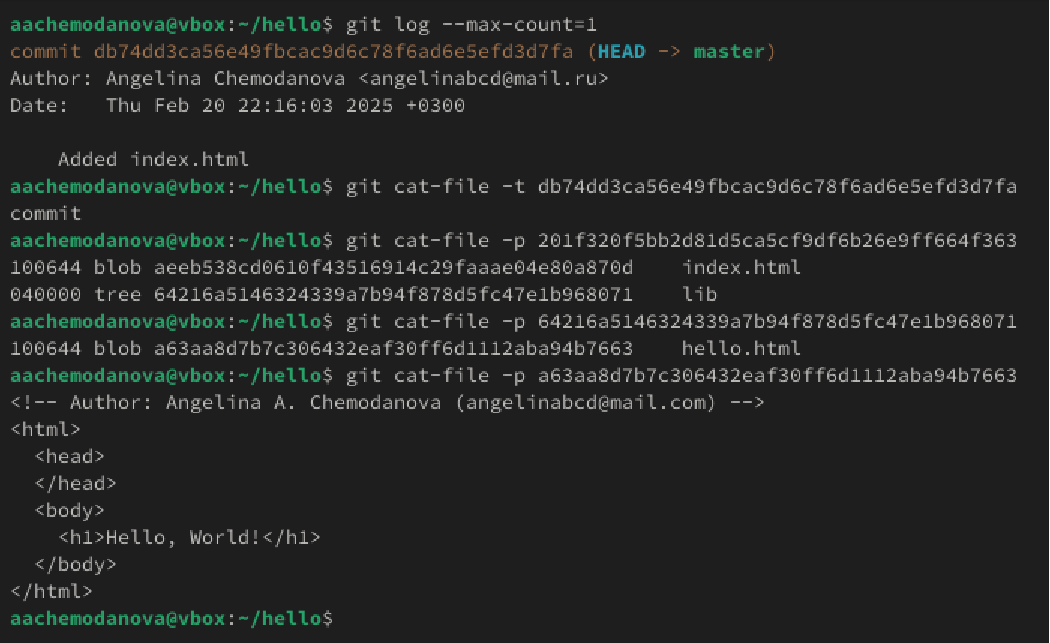 aachemodanova@vbox:~/hello$ git log --max-count=1
commit db74dd3ca56e49fbcac9d6c78f6ad6e5efd3d7fa (HEAD -> master)
Author: Angelina Chemodanova <angelinabcd@mail.ru>
Date:   Thu Feb 20 22:16:03 2025 +0300

    Added index.html
aachemodanova@vbox:~/hello$ git cat-file -t db74dd3ca56e49fbcac9d6c78f6ad6e5efd3d7fa
commit
aachemodanova@vbox:~/hello$ git cat-file -p 201f320f5bb2d81d5ca5cf9df6b26e9ff664f363
100644 blob aeeb538cd0610f43516914c29faaae04e80a870d    index.html
040000 tree 64216a5146324339a7b94f878d5fc47e1b968071    lib
aachemodanova@vbox:~/hello$ git cat-file -p 64216a5146324339a7b94f878d5fc47e1b968071
100644 blob a63aa8d7b7c306432eaf30ff6d1112aba94b7663    hello.html
aachemodanova@vbox:~/hello$ git cat-file -p a63aa8d7b7c306432eaf30ff6d1112aba94b7663
<!-- Author: Angelina A. Chemodanova (angelinabcd@mail.com) -->
<html>
  <head>
  </head>
  <body>
    <h1>Hello, World!</h1>
  </body>
</html>
aachemodanova@vbox:~/hello$